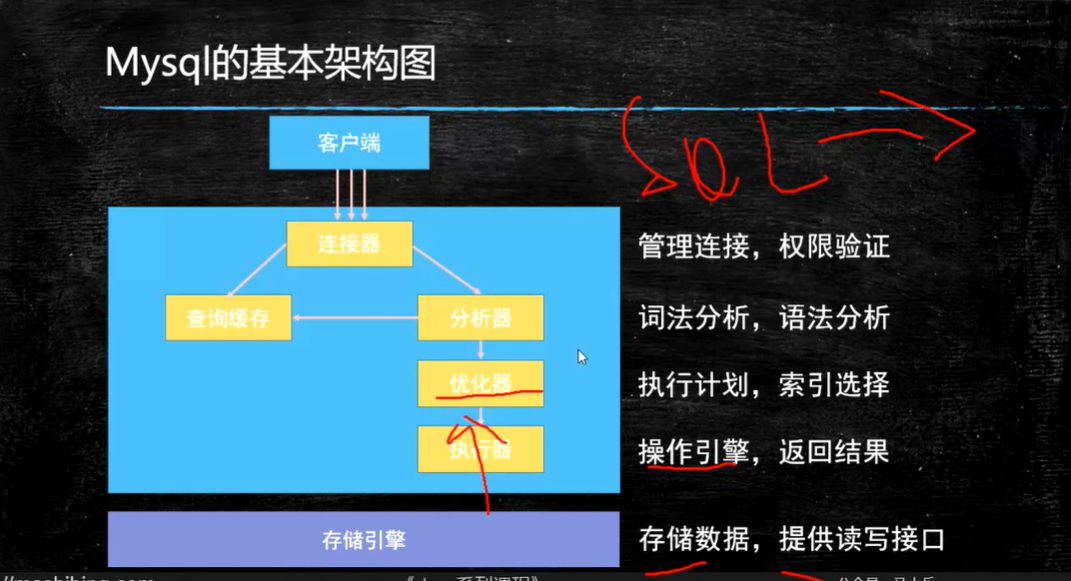 Mysql的基本架构图
SQL
客户端
连接器
管理连接，权限验证
查询缓存
分析器
词法分析，语法分析
优化器
执行计划，索引选择
执行器
操作引擎，返回结果
存储引擎
存储数据，提供读写接口